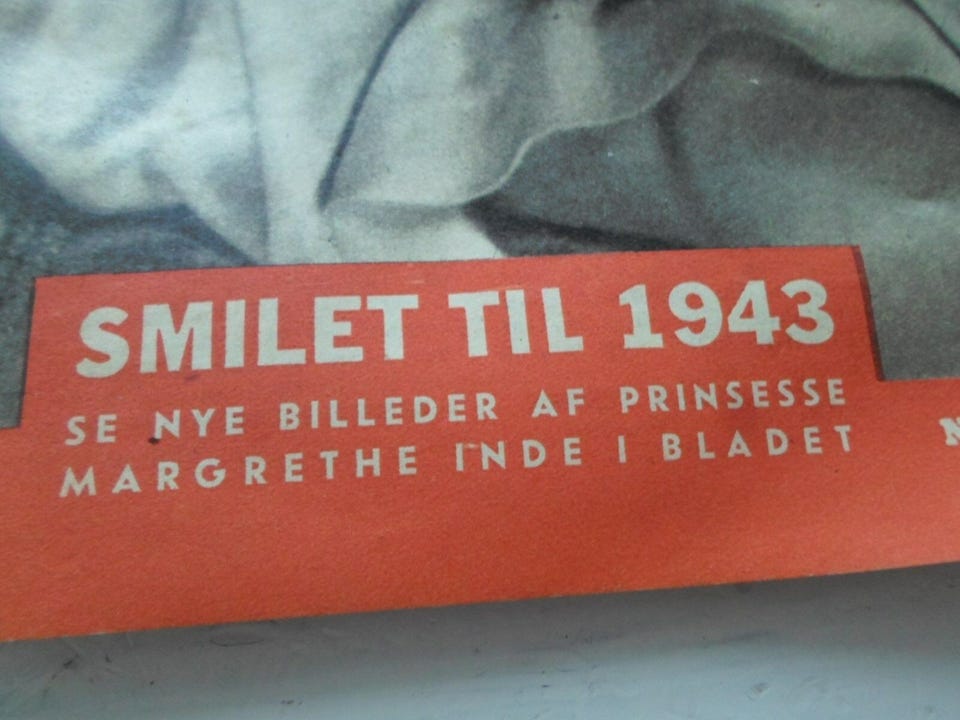 SMILET TIL 1943
SE NYE BILLEDER AF PRINSESSE
MARGRETHE INDE I BLADET